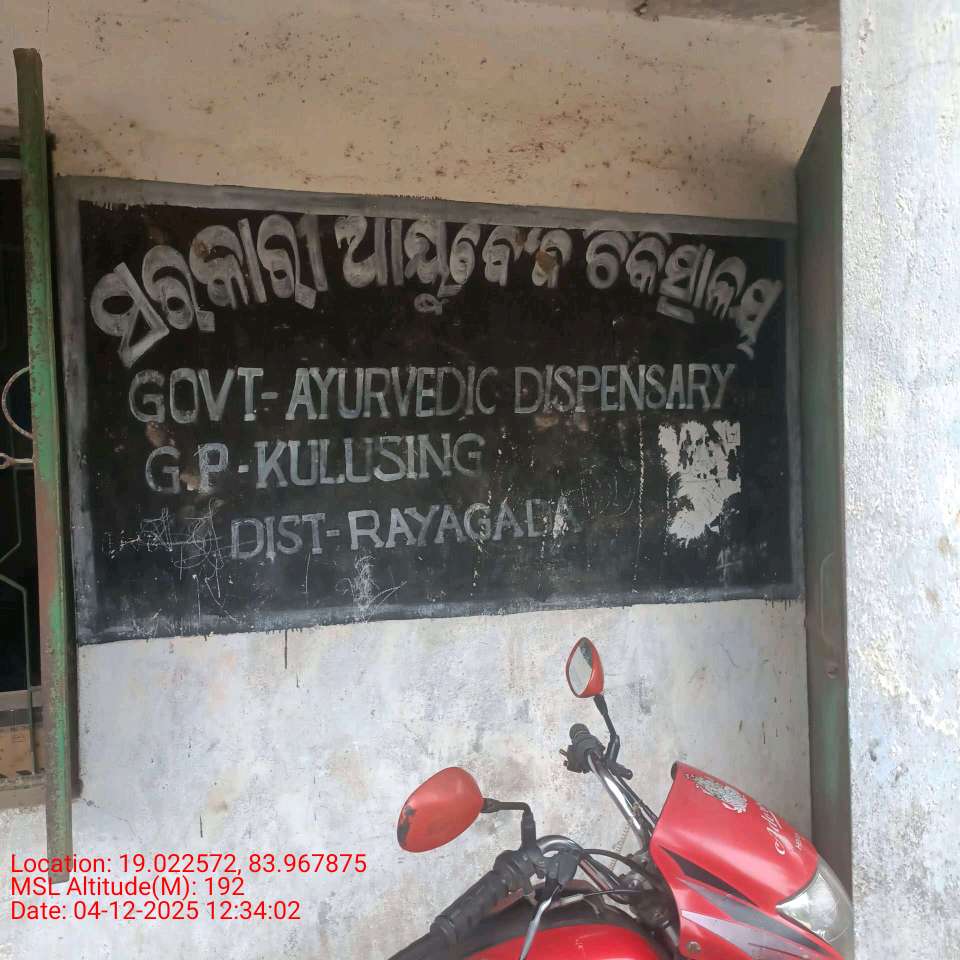 ସରକାରୀ ଆୟୁର୍ବେଦ ଚିକିତ୍ସାଳୟ
GOVT-AYURVEDIC DISPENSARY
G.P-KULUSING
DIST-RAYAGADA
Location: 19.022572, 83.967875
MSL Altitude(M): 192
Date: 04-12-2025 12:34:02